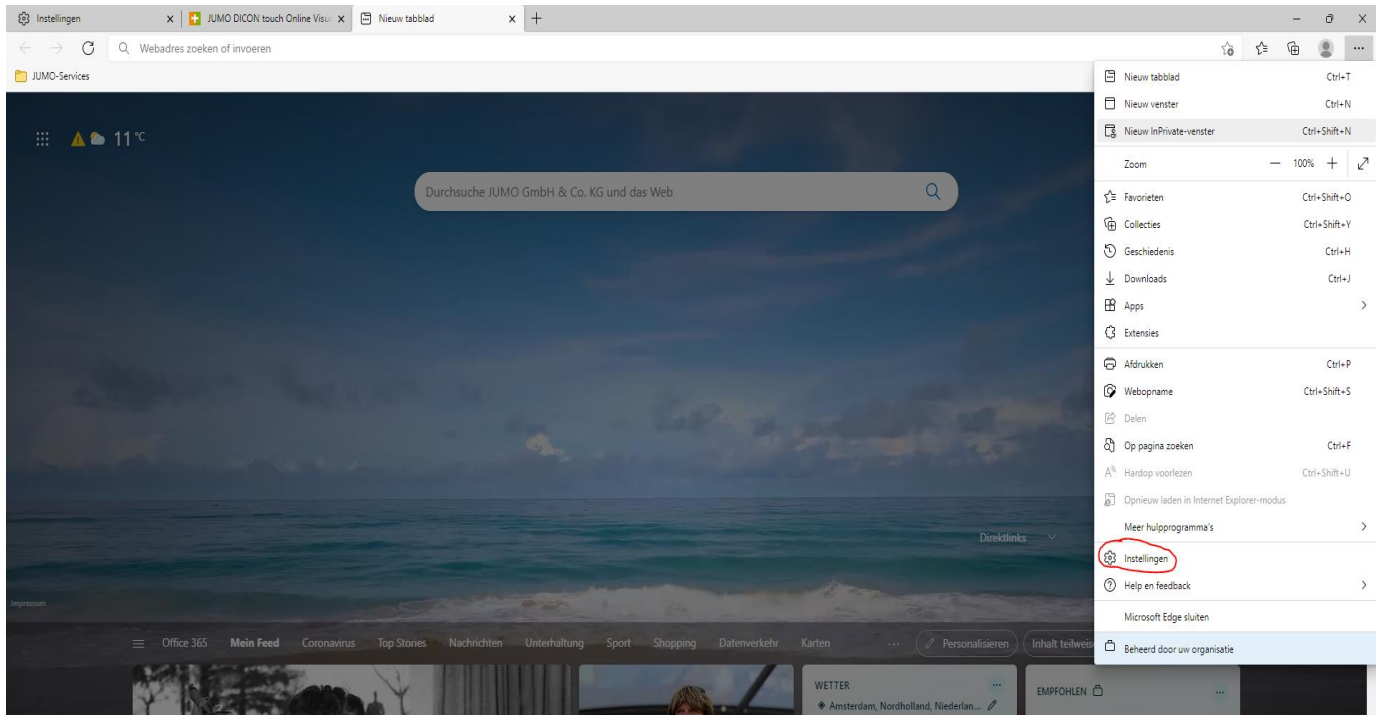 Instellingen
JUMO DICON touch Online Visu
Nieuw tabblad
Webadres zoeken of invoeren
JUMO-Services
11 °C
Durchsuche JUMO GmbH & Co. KG und das Web
Direktlinks
Impressum
Office 365 Mein Feed Coronavirus Top Stories Nachrichten Unterhaltung Sport Shopping Datenverkehr Karten ... Personalisieren Inhalt teilweis
WETTER ...
Amsterdam, Nordholland, Niederlan...
EMPFOHLEN ...
Nieuw tabblad Ctrl+T
Nieuw venster Ctrl+N
Nieuw InPrivate-venster Ctrl+Shift+N
Zoom — 100% +
Favorieten Ctrl+Shift+O
Collecties Ctrl+Shift+Y
Geschiedenis Ctrl+H
Downloads Ctrl+J
Apps
Extensies
Afdrukken Ctrl+P
Webopname Ctrl+Shift+S
Delen
Op pagina zoeken Ctrl+F
Hardop voorlezen Ctrl+Shift+U
Opnieuw laden in Internet Explorer-modus
Meer hulpprogramma's
Instellingen
Help en feedback
Microsoft Edge sluiten
Beheerd door uw organisatie